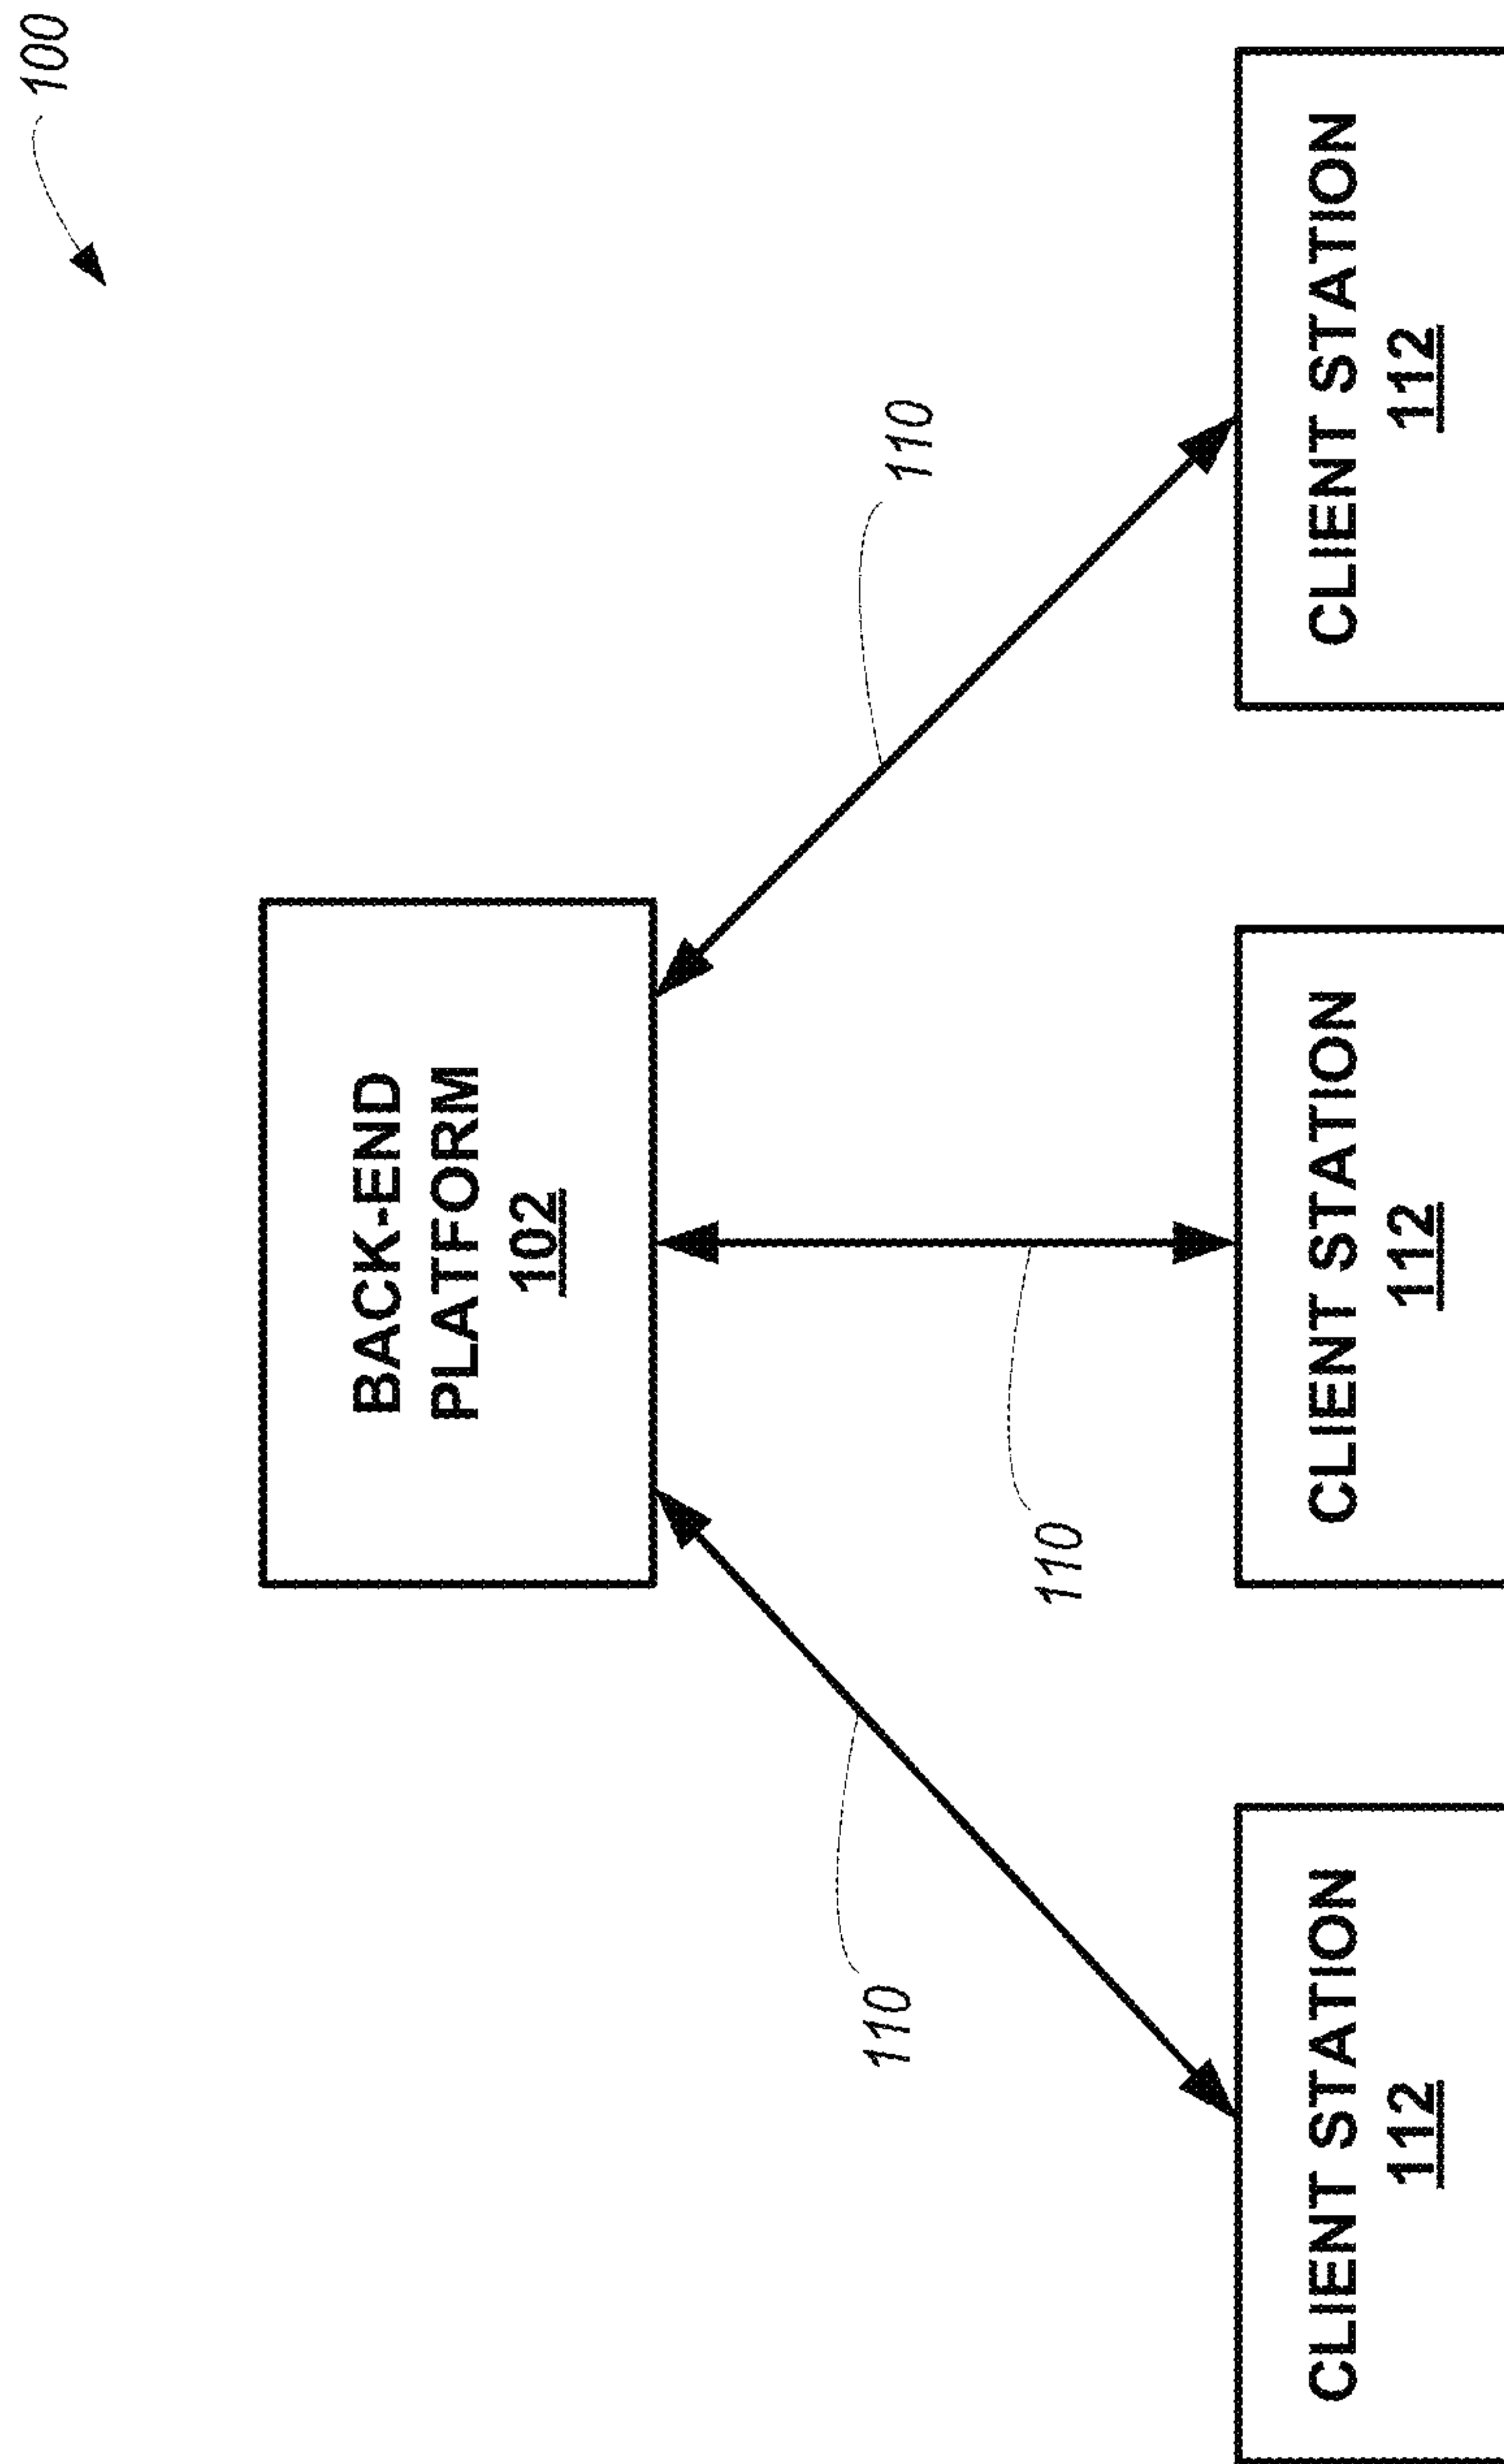 100
BACK-END
PLATFORM
102
110
110
110
CLIENT STATION
112
CLIENT STATION
112
CLIENT STATION
112